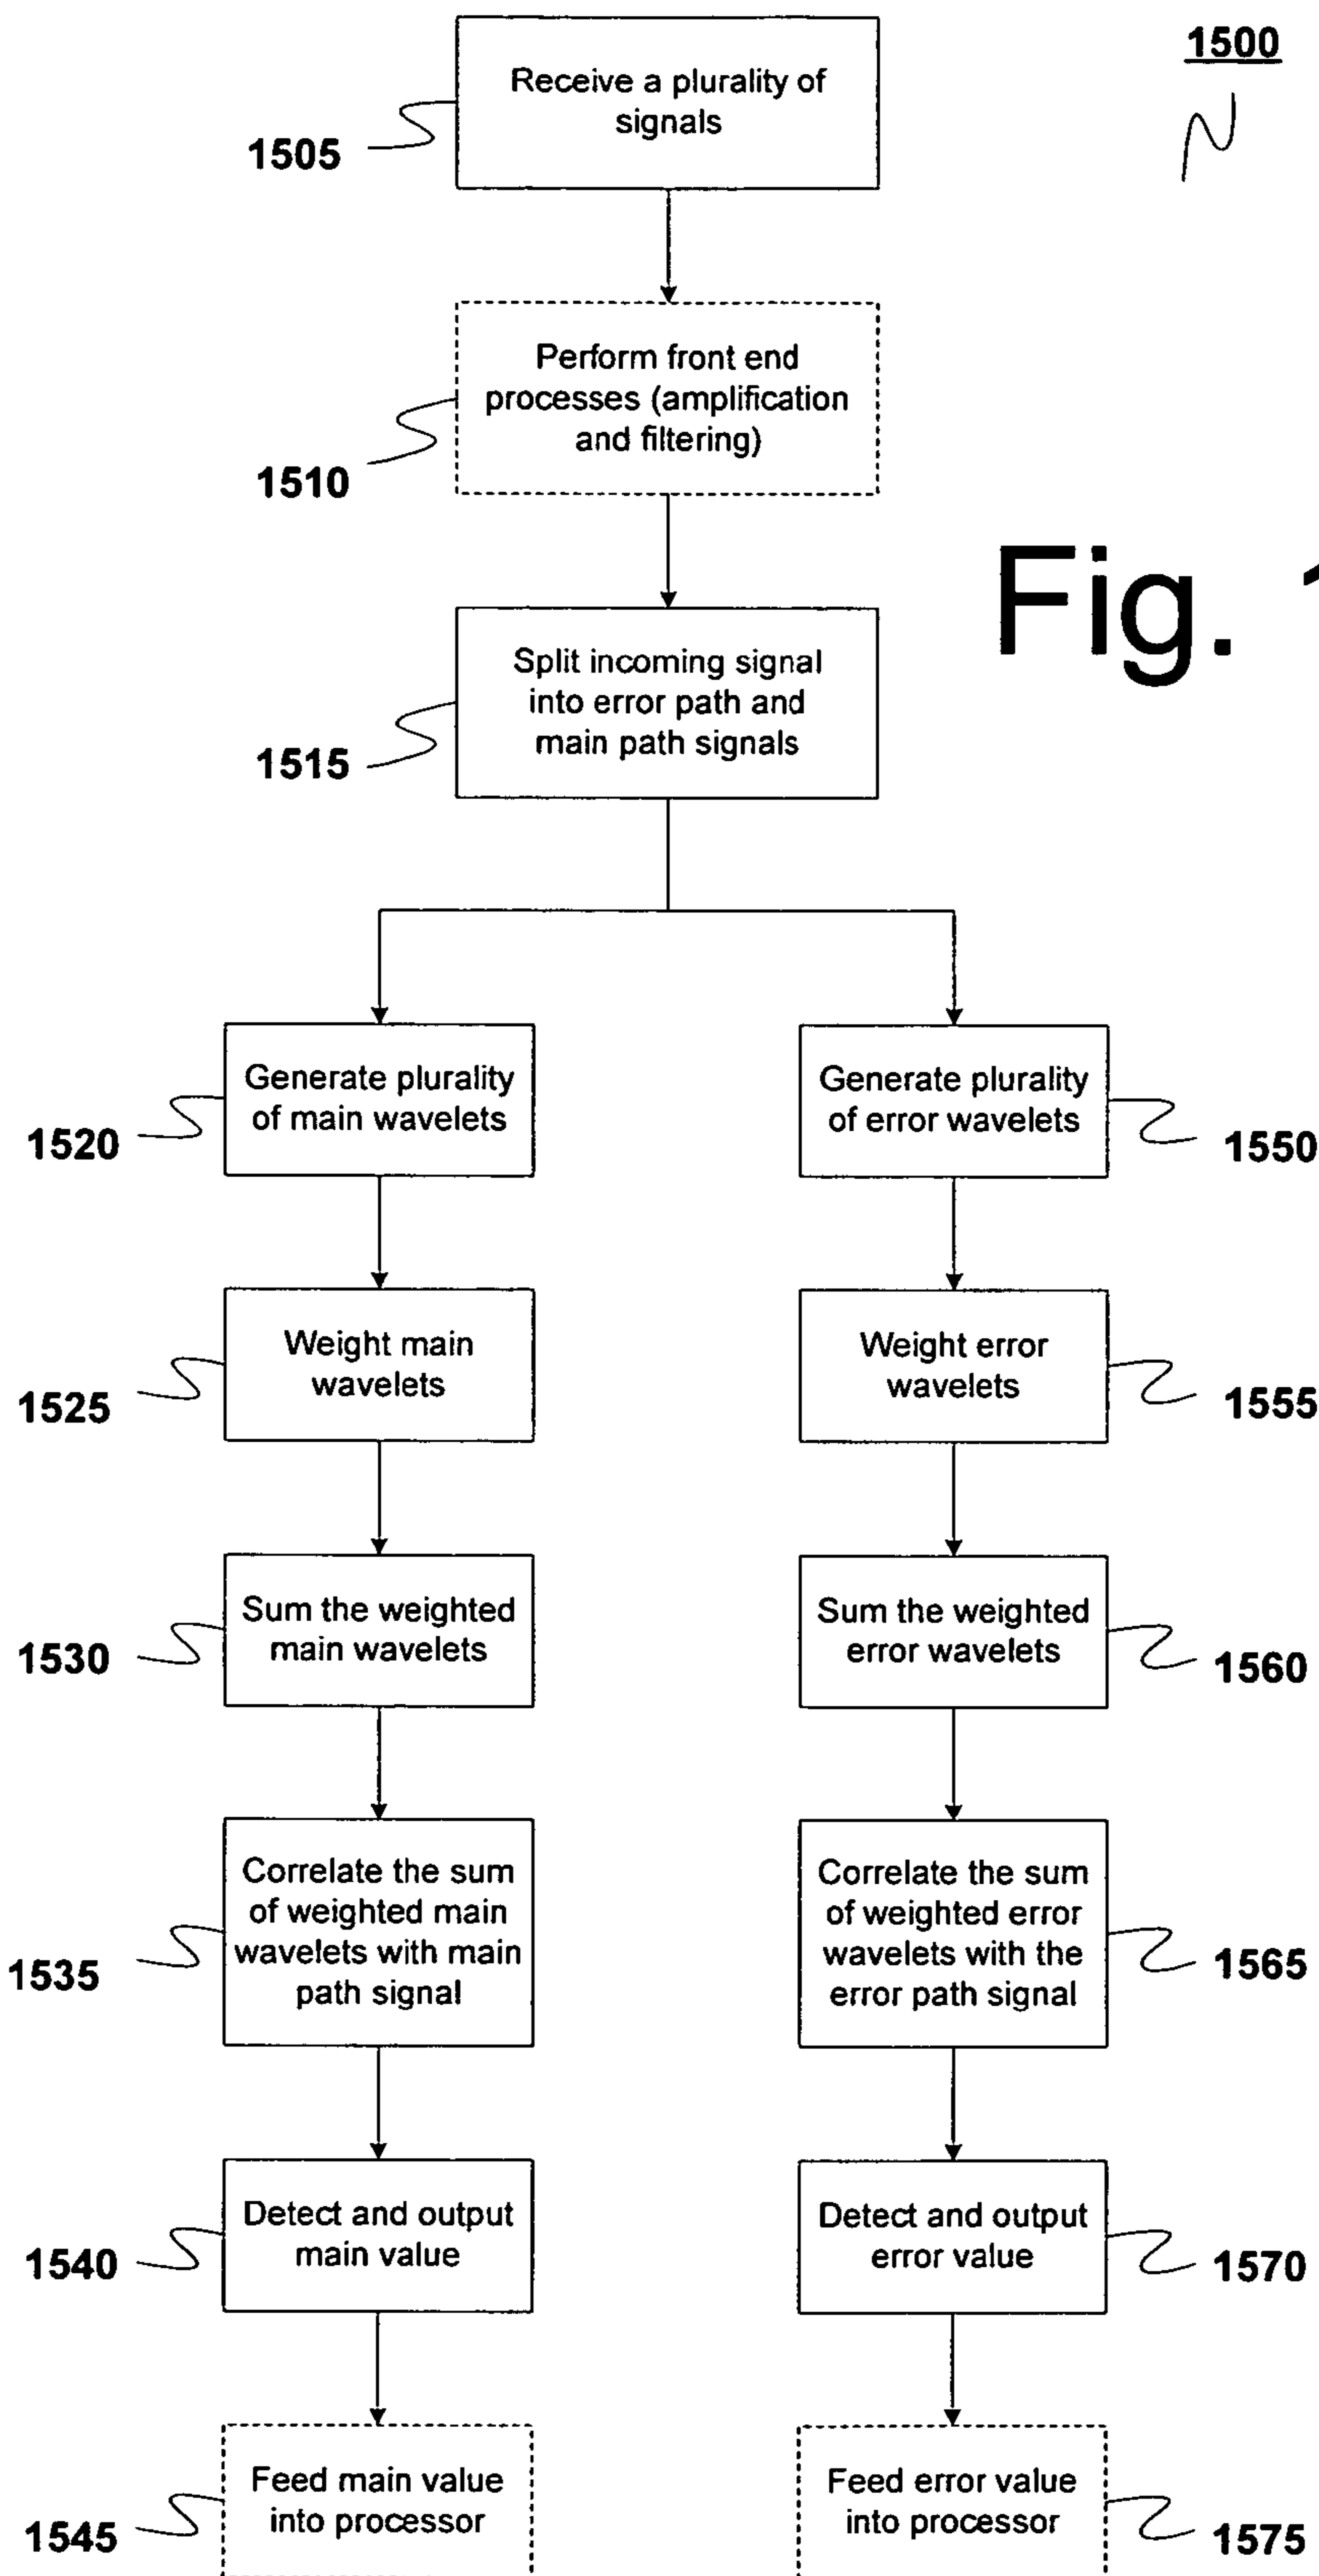 1500
Receive a plurality of
signals
1505
Perform front end
processes (amplification
and filtering)
1510
Fig. 1
Split incoming signal
into error path and
main path signals
1515
Generate plurality
of main wavelets
1520
Generate plurality
of error wavelets
1550
Weight main
wavelets
1525
Weight error
wavelets
1555
Sum the weighted
main wavelets
1530
Sum the weighted
error wavelets
1560
Correlate the sum
of weighted main
wavelets with main
path signal
1535
Correlate the sum
of weighted error
wavelets with the
error path signal
1565
Detect and output
main value
1540
Detect and output
error value
1570
Feed main value
into processor
1545
Feed error value
into processor
1575